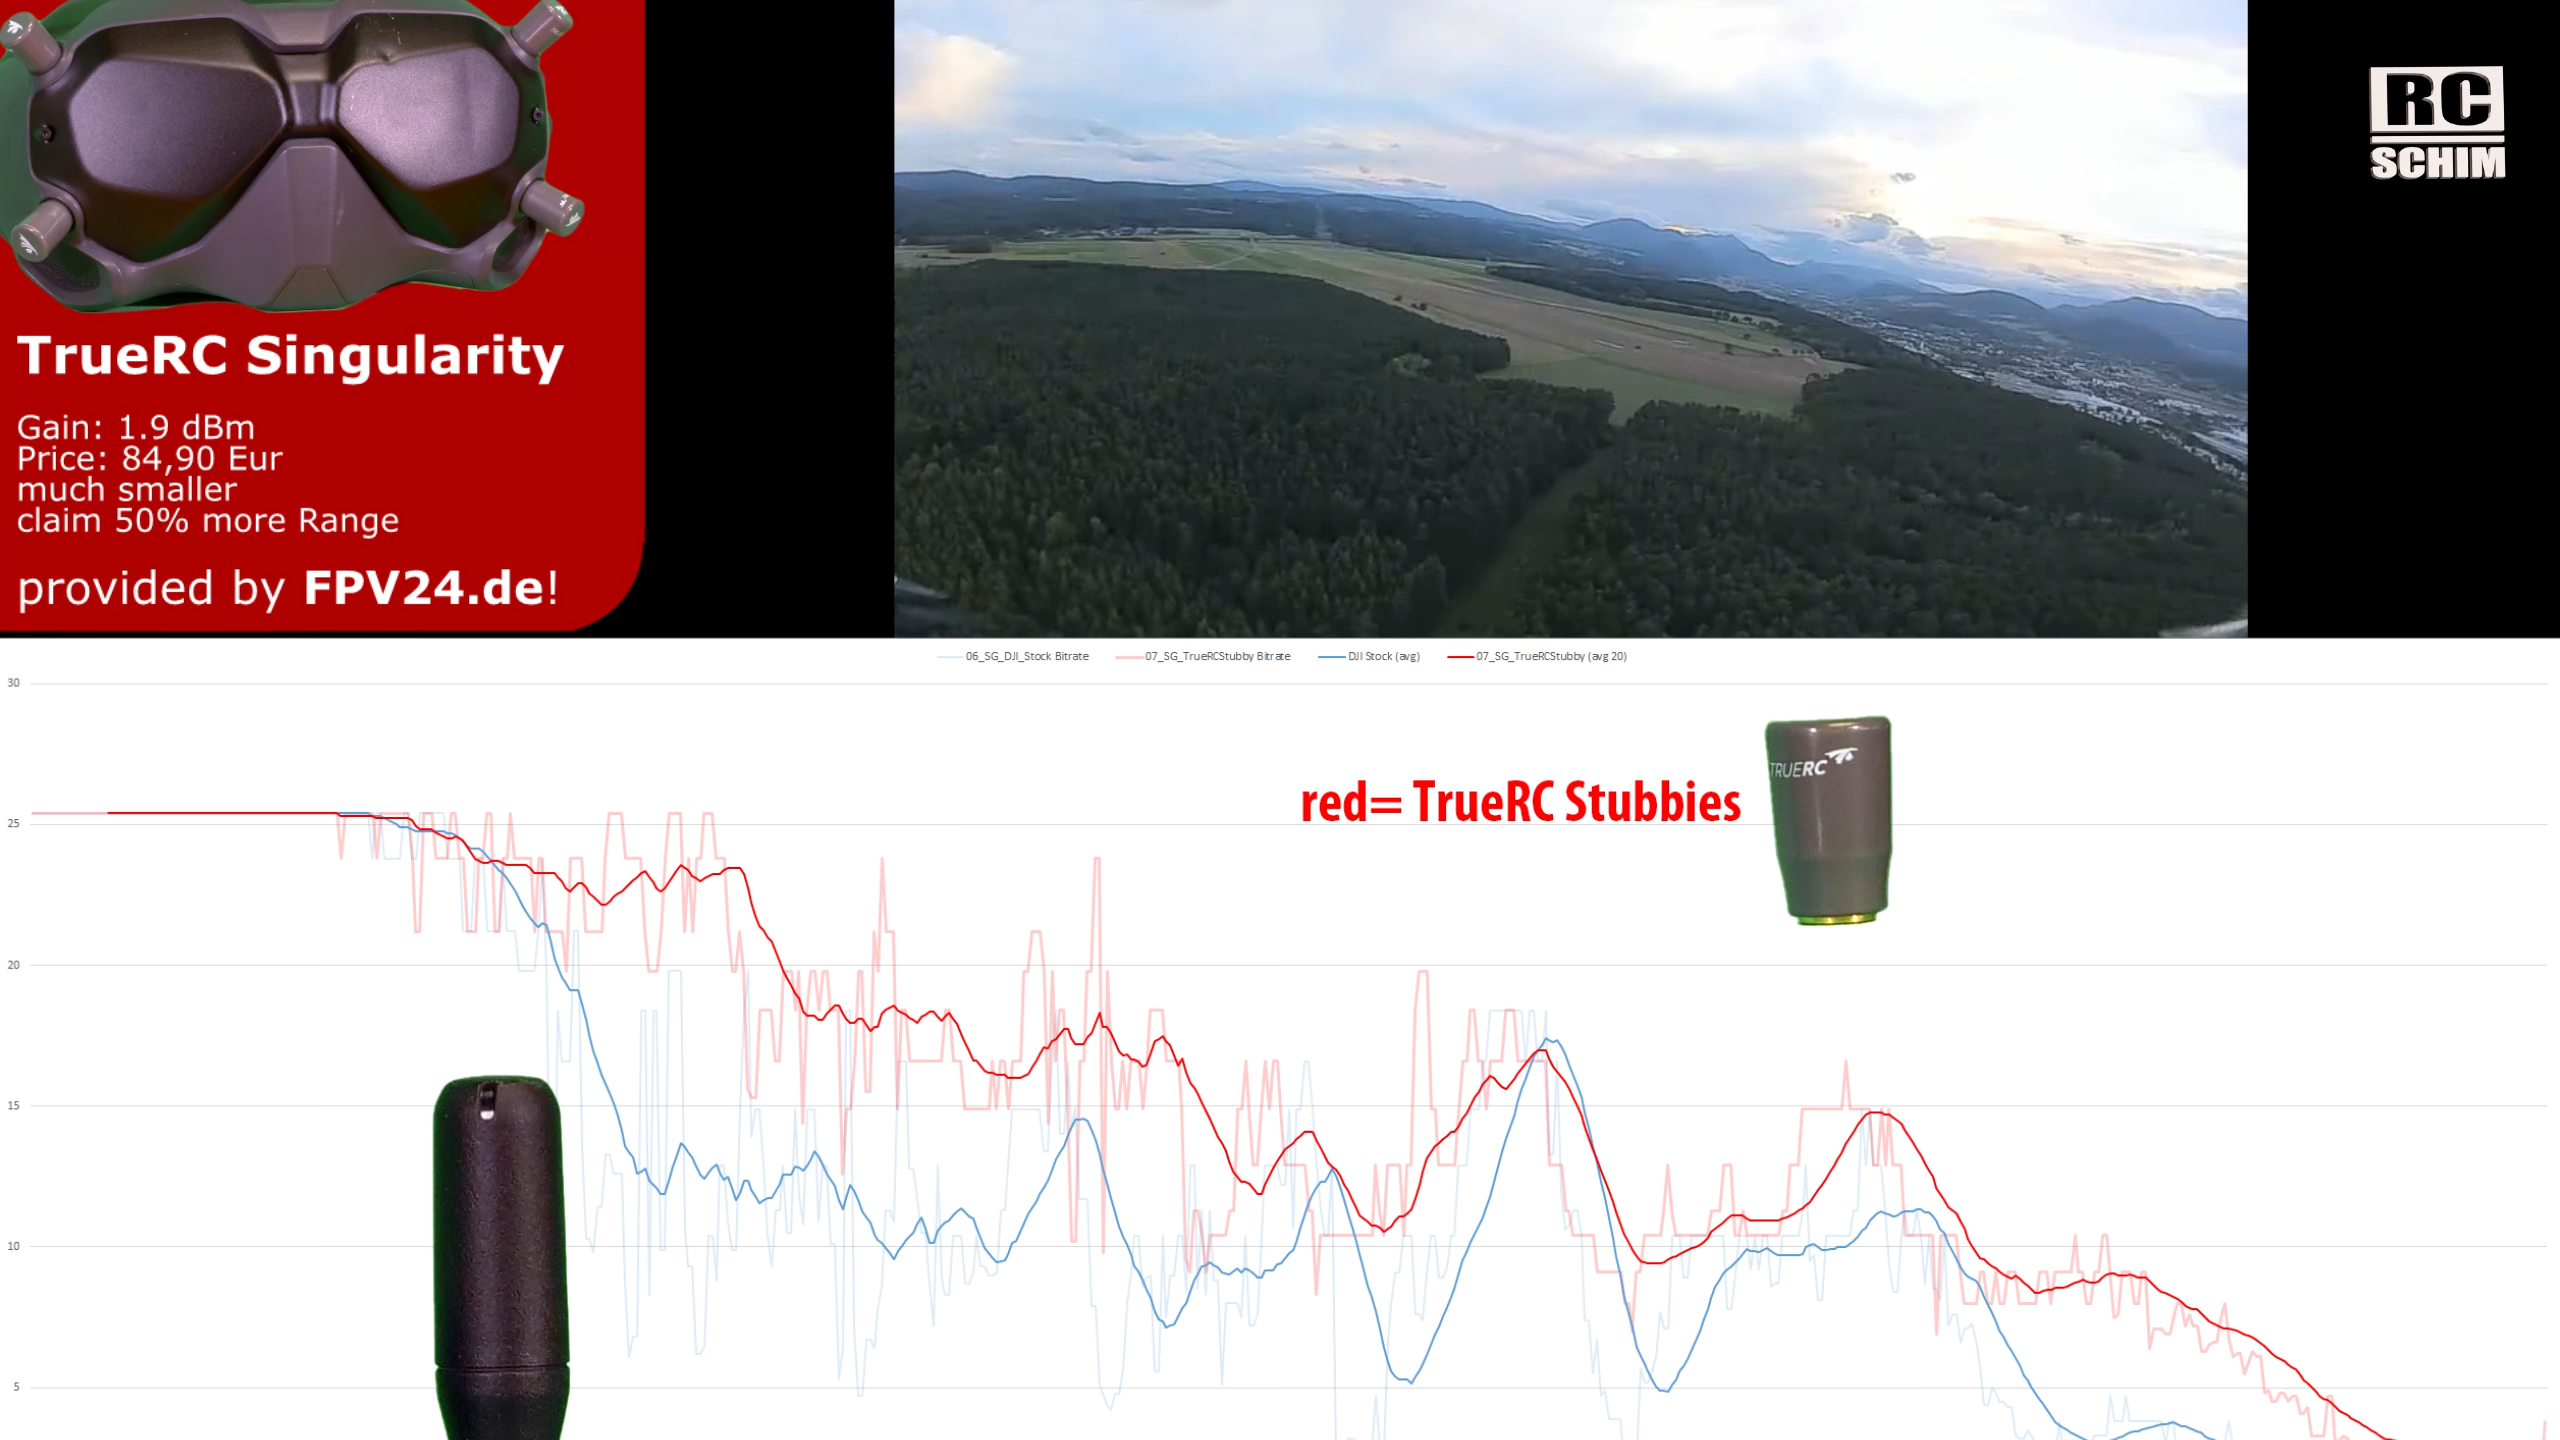 TrueRC Singularity
Gain: 1.9 dBm
Price: 84,90 Eur
much smaller
claim 50% more Range
provided by FPV24.de!
RC
SCHIM
06_SG_DJI_Stock Bitrate 07_SG_TrueRCStubby Bitrate DJI Stock (avg) 07_SG_TrueRCStubby (avg 20)
30
25
20
15
10
5
red= TrueRC Stubbies
TRUERC